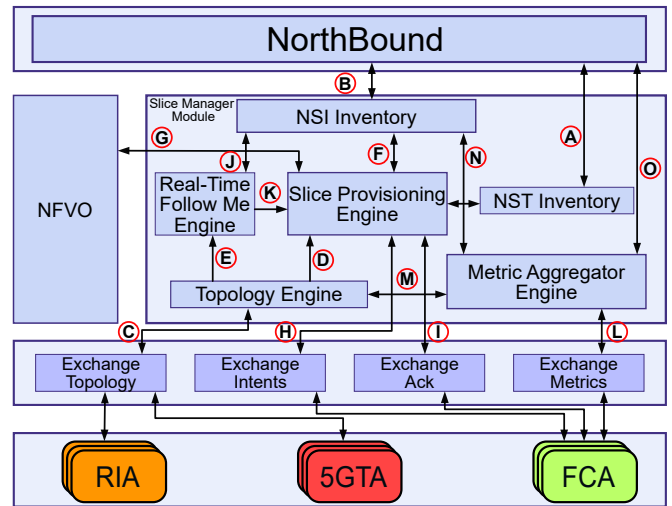 NorthBound
B
Slice Manager
Module
NSI Inventory
A
G
J
F
N
O
NFVO
Real-Time
Follow Me
Engine
K
Slice Provisioning
Engine
NST Inventory
E
D
M
Topology Engine
Metric Aggregator
Engine
C
H
I
L
Exchange
Topology
Exchange
Intents
Exchange
Ack
Exchange
Metrics
RIA
5GTA
FCA